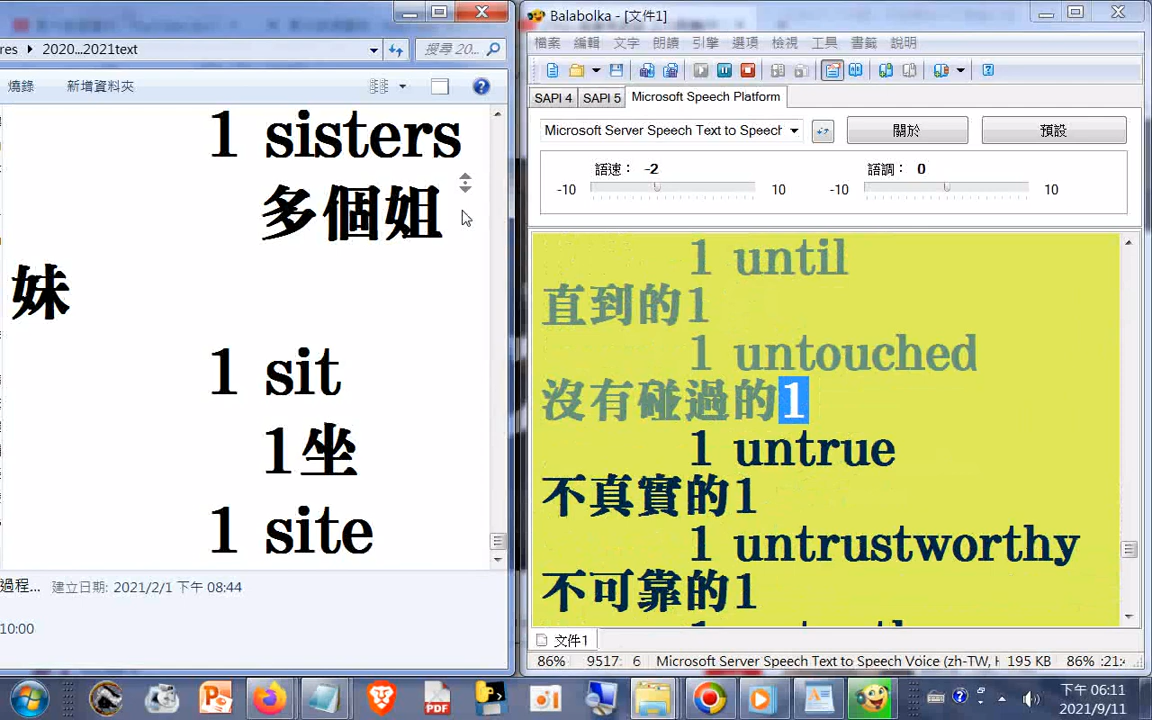 res ▸ 2020...2021text
搜尋 20...
燒錄
新增資料夾
1 sisters
多個姐
妹
1 sit
1坐
1 site
過程... 建立日期: 2021/2/1 下午 08:44
10:00
Balabolka - [文件1]
檔案 編輯 文字 朗讀 引擎 選項 檢視 工具 書籤 說明
SAPI 4 SAPI 5 Microsoft Speech Platform
Microsoft Server Speech Text to Speech
關於
預設
語速： -2
語調： 0
-10 10 -10 10
1 until
直到的1
1 untouched
沒有碰過的1
1 untrue
不真實的1
1 untrustworthy
不可靠的1
文件1
86% 9517: 6 Microsoft Server Speech Text to Speech Voice (zh-TW, H 195 KB 86% :21:
PDF
下午 06:11
2021/9/11